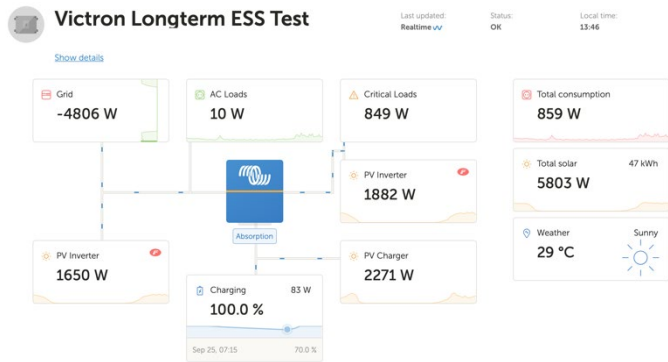 Victron Longterm ESS Test
Last updated:
Realtime
Status:
OK
Local time:
13:46
Show details
Grid
-4806 W
AC Loads
10 W
Critical Loads
849 W
Total consumption
859 W
PV Inverter
1882 W
Total solar
47 kWh
5803 W
Absorption
PV Inverter
1650 W
PV Charger
2271 W
Weather
Sunny
29 °C
Charging
83 W
100.0 %
Sep 25, 07:15
70.0 %